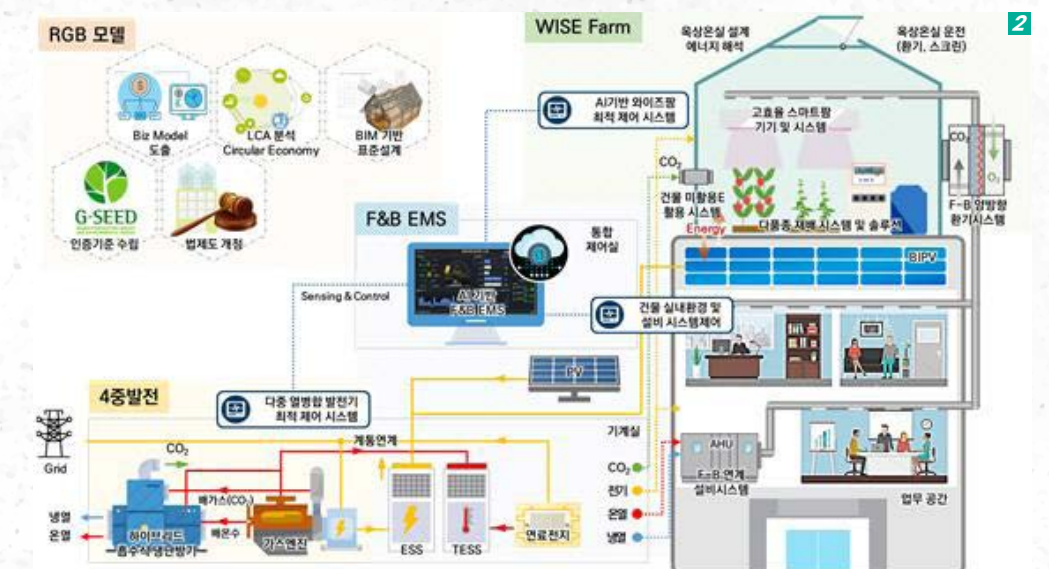 2
RGB 모델
Biz Model
도출
LCA 분석
Circular Economy
BIM 기반
표준설계
G-SEED
인증기준 수립
법제도 개정
WISE Farm
옥상온실 설계
에너지 해석
옥상온실 운전
(환기, 스크린)
AI기반 와이즈팜
최적 제어 시스템
고효율 스마트팜
기기 및 시스템
CO₂
건물 미활용E
활용 시스템
Energy
다품종 재배 시스템 및 솔루션
CO₂
O₂
F-B 양방향
환기시스템
F&B EMS
통합
제어실
AI 기반
F&B EMS
Sensing & Control
건물 실내환경 및
설비 시스템제어
BIPV
PV
4중발전
다중 열병합 발전기
최적 제어 시스템
Grid
CO₂
계통연계
배가스(CO₂)
배온수
냉열
온열
하이브리드
흡수식 냉난방기
가스엔진
ESS
TESS
연료전지
기계실
CO₂
전기
온열
냉열
AHU
F-B 연계
설비시스템
업무 공간